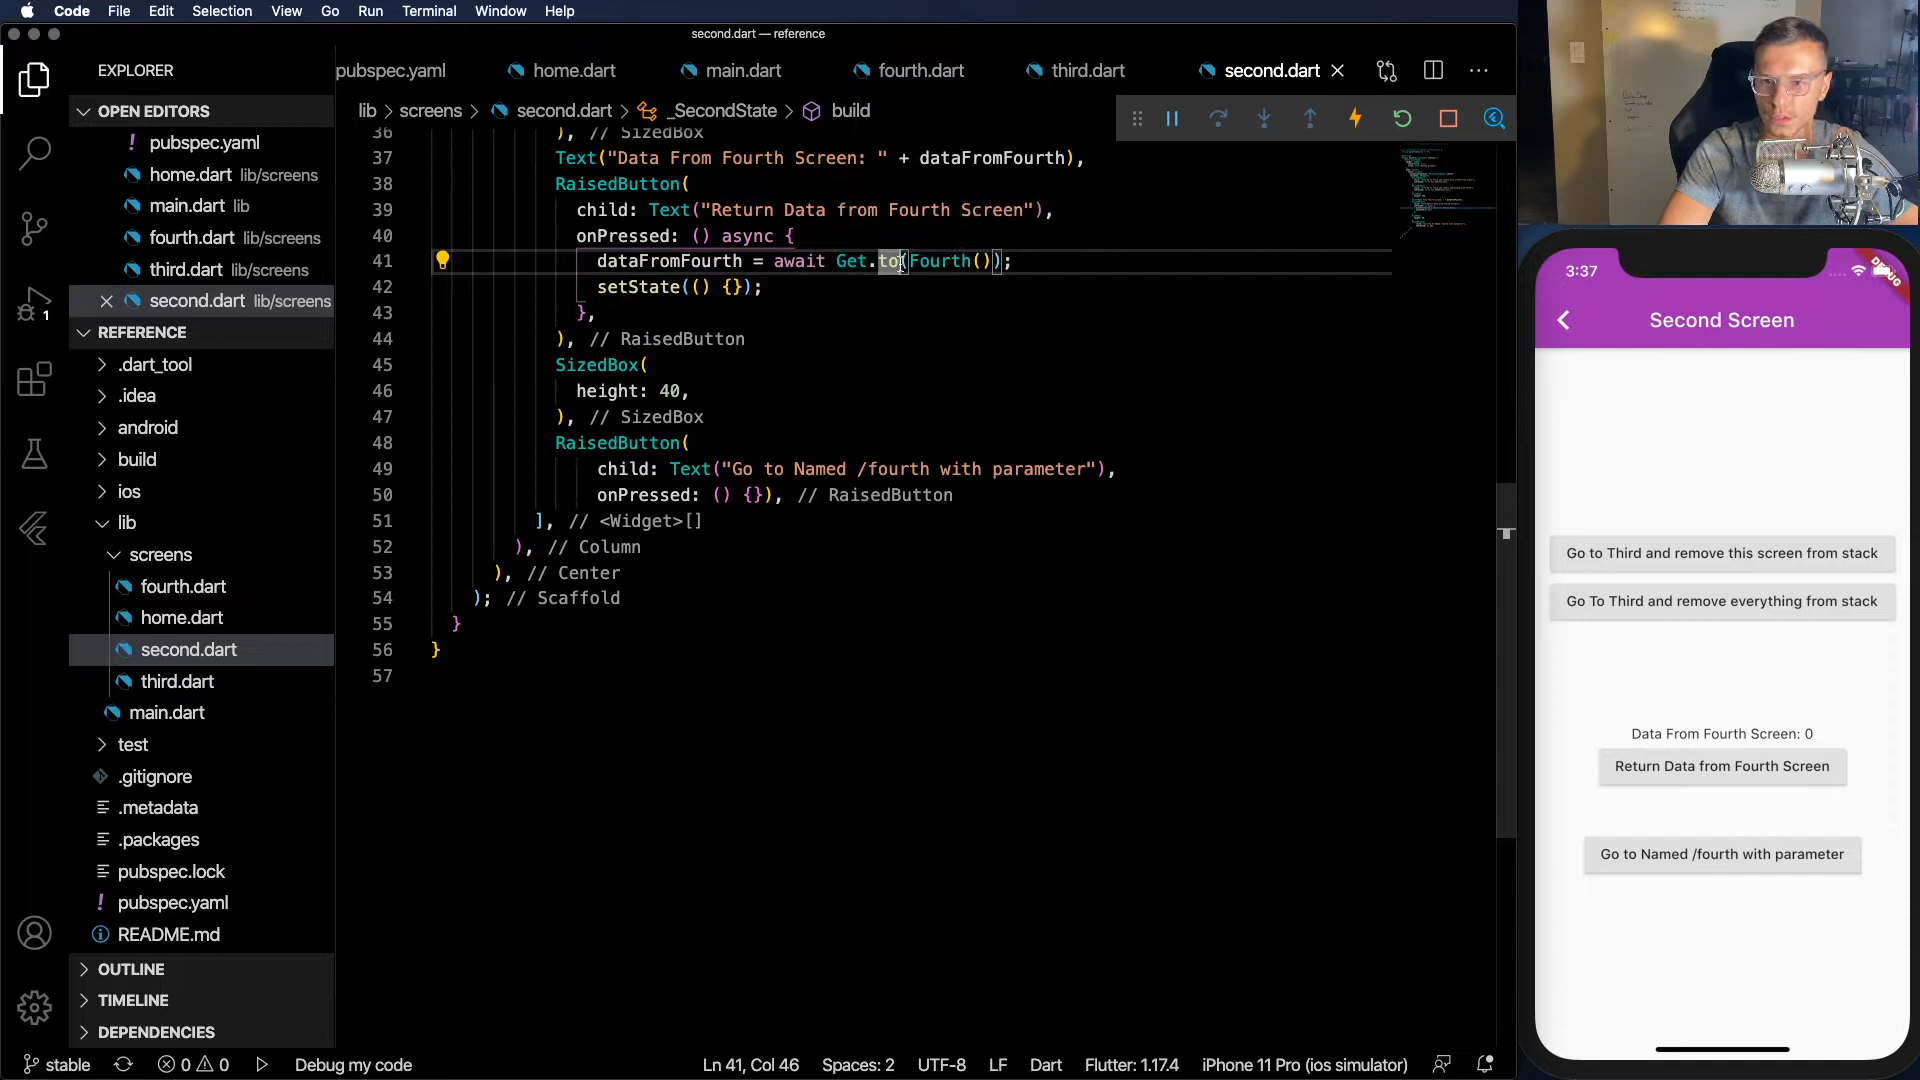 Code File Edit Selection View Go Run Terminal Window Help
second.dart — reference
EXPLORER
pubspec.yaml home.dart main.dart fourth.dart third.dart second.dart
OPEN EDITORS
lib > screens > second.dart > _SecondState > build
! pubspec.yaml
home.dart lib/screens
main.dart lib
fourth.dart lib/screens
third.dart lib/screens
second.dart lib/screens
1
REFERENCE
.dart_tool
.idea
android
build
ios
lib
screens
fourth.dart
home.dart
second.dart
third.dart
main.dart
test
.gitignore
.metadata
.packages
pubspec.lock
! pubspec.yaml
README.md
OUTLINE
TIMELINE
DEPENDENCIES
36 ), // SizedBox
37 Text("Data From Fourth Screen: " + dataFromFourth),
38 RaisedButton(
39 child: Text("Return Data from Fourth Screen"),
40 onPressed: () async {
41 dataFromFourth = await Get.to(Fourth());
42 setState(() {});
43 },
44 ), // RaisedButton
45 SizedBox(
46 height: 40,
47 ), // SizedBox
48 RaisedButton(
49 child: Text("Go to Named /fourth with parameter"),
50 onPressed: () {}), // RaisedButton
51 ], // <Widget>[]
52 ), // Column
53 ), // Center
54 ); // Scaffold
55 }
56 }
57
3:37
DEBUG
Second Screen
Go to Third and remove this screen from stack
Go To Third and remove everything from stack
Data From Fourth Screen: 0
Return Data from Fourth Screen
Go to Named /fourth with parameter
stable 0 0 Debug my code Ln 41, Col 46 Spaces: 2 UTF-8 LF Dart Flutter: 1.17.4 iPhone 11 Pro (ios simulator)